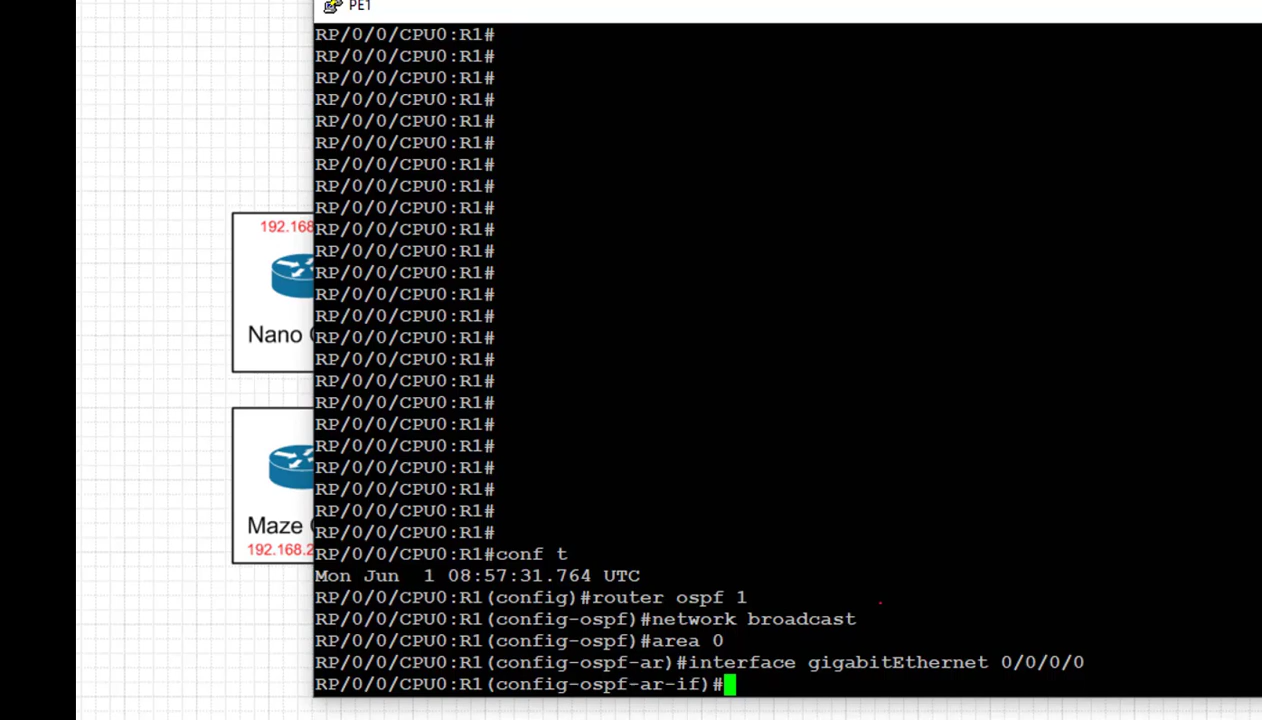 PE1
RP/0/0/CPU0:R1#
RP/0/0/CPU0:R1#
RP/0/0/CPU0:R1#
RP/0/0/CPU0:R1#
RP/0/0/CPU0:R1#
RP/0/0/CPU0:R1#
RP/0/0/CPU0:R1#
RP/0/0/CPU0:R1#
RP/0/0/CPU0:R1#
192.168
RP/0/0/CPU0:R1#
RP/0/0/CPU0:R1#
RP/0/0/CPU0:R1#
RP/0/0/CPU0:R1#
RP/0/0/CPU0:R1#
Nano
RP/0/0/CPU0:R1#
RP/0/0/CPU0:R1#
RP/0/0/CPU0:R1#
RP/0/0/CPU0:R1#
RP/0/0/CPU0:R1#
RP/0/0/CPU0:R1#
RP/0/0/CPU0:R1#
RP/0/0/CPU0:R1#
RP/0/0/CPU0:R1#
Maze
RP/0/0/CPU0:R1#
192.168.2
RP/0/0/CPU0:R1#conf t
Mon Jun  1 08:57:31.764 UTC
RP/0/0/CPU0:R1(config)#router ospf 1
RP/0/0/CPU0:R1(config-ospf)#network broadcast
RP/0/0/CPU0:R1(config-ospf)#area 0
RP/0/0/CPU0:R1(config-ospf-ar)#interface gigabitEthernet 0/0/0/0
RP/0/0/CPU0:R1(config-ospf-ar-if)#